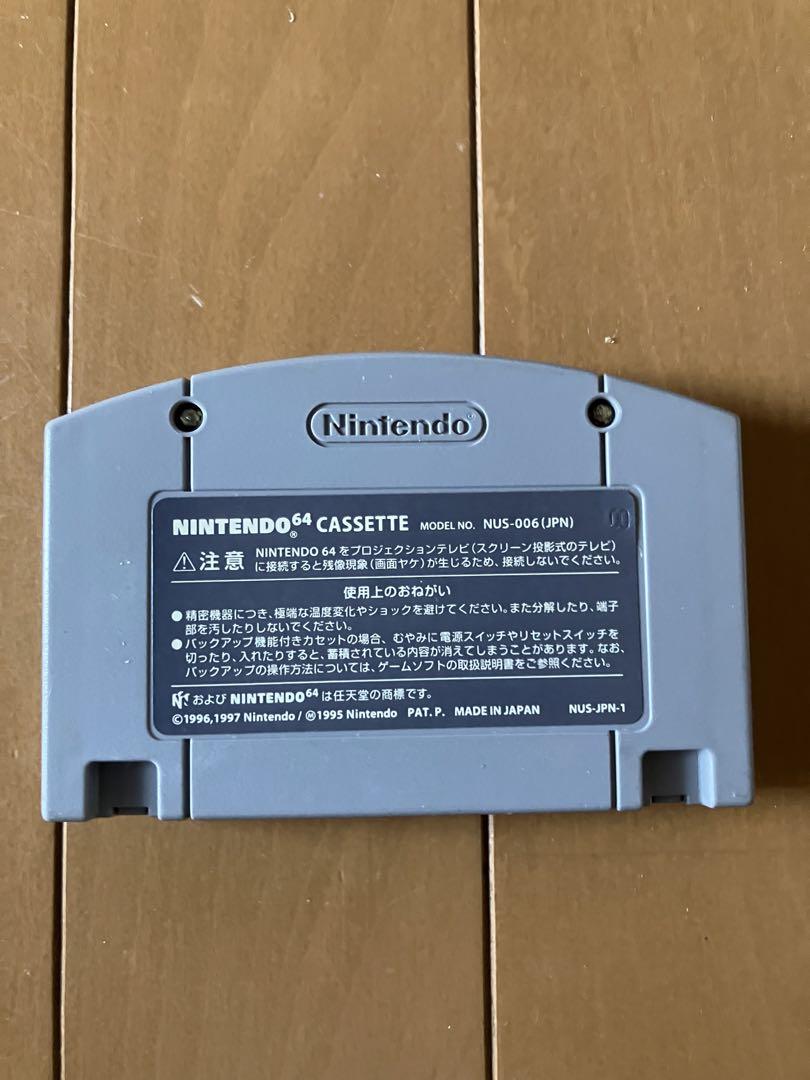 Nintendo®
NINTENDO64® CASSETTE MODEL NO. NUS-006(JPN)
⚠注意 NINTENDO 64 をプロジェクションテレビ(スクリーン投影式のテレビ)
に接続すると残像現象(画面ヤケ)が生じるため、接続しないでください。
使用上のおねがい
●精密機器につき、極端な温度変化やショックを避けてください。また分解したり、端子
部を汚したりしないでください。
●バックアップ機能付きカセットの場合、むやみに電源スイッチやリセットスイッチを
切ったり、入れたりすると、蓄積されている内容が消えてしまうことがあります。なお、
バックアップの操作方法については、ゲームソフトの取扱説明書をご参照ください。
および NINTENDO64 は任天堂の商標です。
©1996,1997 Nintendo/Ⓜ1995 Nintendo PAT. P. MADE IN JAPAN NUS-JPN-1